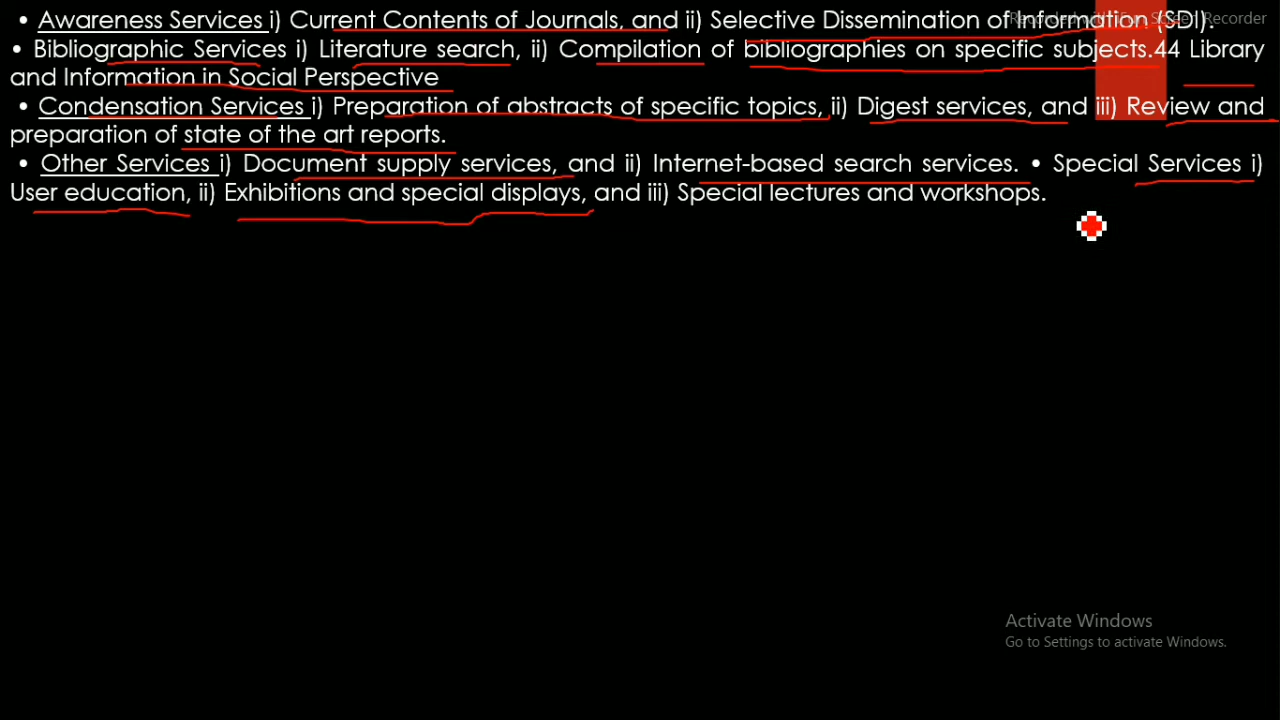 • Awareness Services i) Current Contents of Journals, and ii) Selective Dissemination of Information (SDI).
• Bibliographic Services i) Literature search, ii) Compilation of bibliographies on specific subjects.44 Library
and Information in Social Perspective
• Condensation Services i) Preparation of abstracts of specific topics, ii) Digest services, and iii) Review and
preparation of state of the art reports.
• Other Services i) Document supply services, and ii) Internet-based search services. • Special Services i)
User education, ii) Exhibitions and special displays, and iii) Special lectures and workshops.
Recorded with Screen Recorder
Activate Windows
Go to Settings to activate Windows.